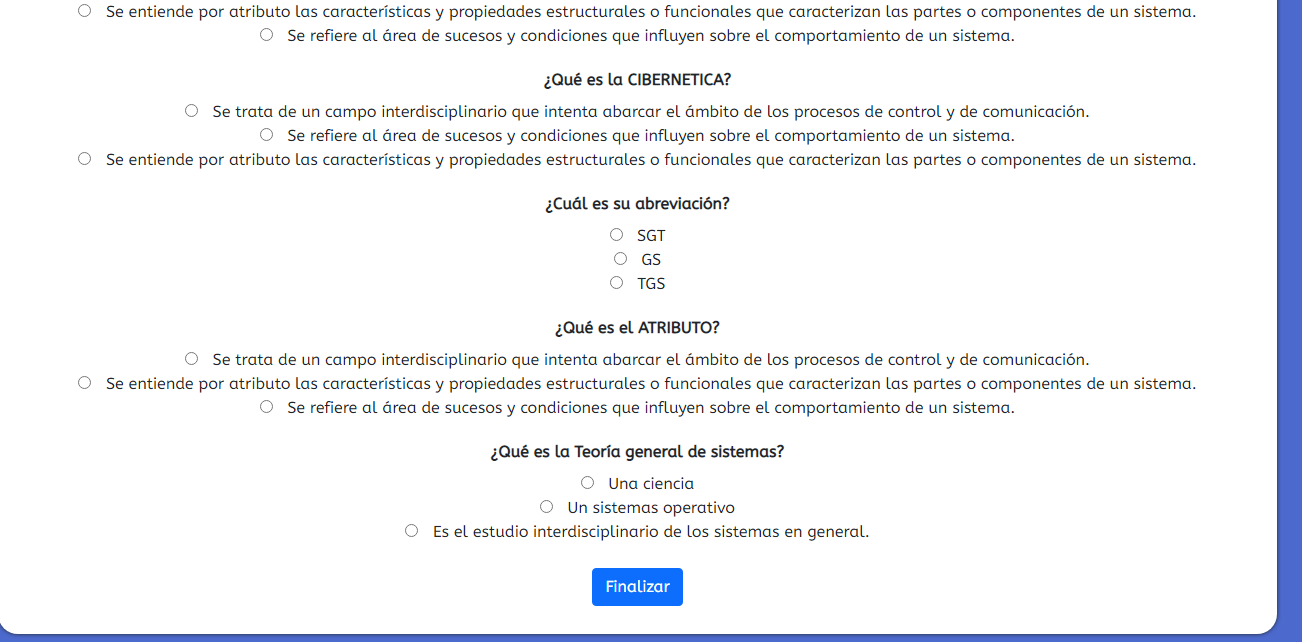 Se entiende por atributo las características y propiedades estructurales o funcionales que caracterizan las partes o componentes de un sistema.
Se refiere al área de sucesos y condiciones que influyen sobre el comportamiento de un sistema.
¿Qué es la CIBERNETICA?
Se trata de un campo interdisciplinario que intenta abarcar el ámbito de los procesos de control y de comunicación.
Se refiere al área de sucesos y condiciones que influyen sobre el comportamiento de un sistema.
Se entiende por atributo las características y propiedades estructurales o funcionales que caracterizan las partes o componentes de un sistema.
¿Cuál es su abreviación?
SGT
GS
TGS
¿Qué es el ATRIBUTO?
Se trata de un campo interdisciplinario que intenta abarcar el ámbito de los procesos de control y de comunicación.
Se entiende por atributo las características y propiedades estructurales o funcionales que caracterizan las partes o componentes de un sistema.
Se refiere al área de sucesos y condiciones que influyen sobre el comportamiento de un sistema.
¿Qué es la Teoría general de sistemas?
Una ciencia
Un sistemas operativo
Es el estudio interdisciplinario de los sistemas en general.
Finalizar